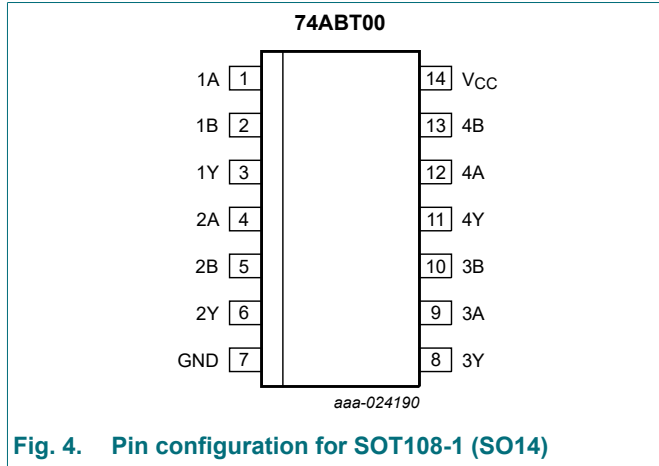 74ABT00
1A 1 14 VCC
1B 2 13 4B
1Y 3 12 4A
2A 4 11 4Y
2B 5 10 3B
2Y 6 9 3A
GND 7 8 3Y
aaa-024190
Fig. 4. Pin configuration for SOT108-1 (SO14)